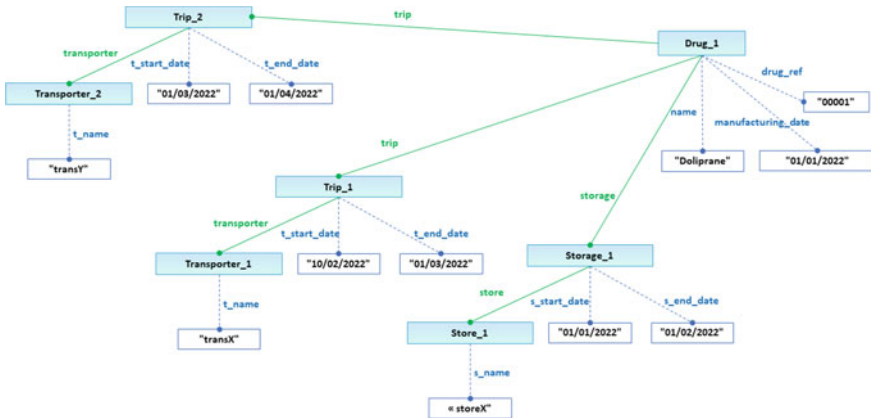 Trip_2
trip
Drug_1
transporter
t_start_date
t_end_date
drug_ref
Transporter_2
"01/03/2022"
"01/04/2022"
"00001"
name
manufacturing_date
t_name
trip
"transY"
"Doliprane"
"01/01/2022"
Trip_1
storage
transporter
t_start_date
t_end_date
Transporter_1
"10/02/2022"
"01/03/2022"
Storage_1
t_name
store
s_start_date
s_end_date
"transX"
Store_1
"01/01/2022"
"01/02/2022"
s_name
« storeX"